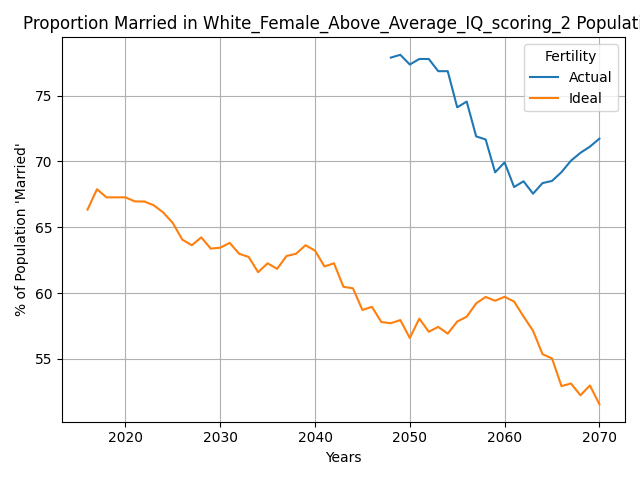 Proportion Married in White_Female_Above_Average_IQ_scoring_2 Populati
Fertility
Actual
Ideal
% of Population 'Married'
75
70
65
60
55
2020 2030 2040 2050 2060 2070
Years